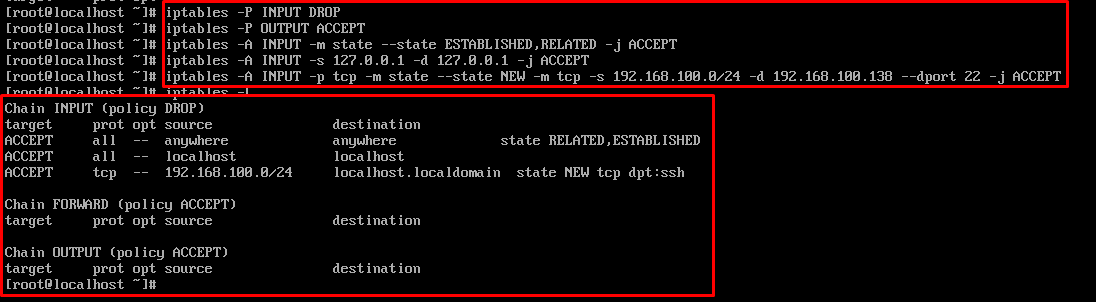 target     prot opt source               destination
[root@localhost ~]# iptables -P INPUT DROP
[root@localhost ~]# iptables -P OUTPUT ACCEPT
[root@localhost ~]# iptables -A INPUT -m state --state ESTABLISHED,RELATED -j ACCEPT
[root@localhost ~]# iptables -A INPUT -s 127.0.0.1 -d 127.0.0.1 -j ACCEPT
[root@localhost ~]# iptables -A INPUT -p tcp -m state --state NEW -m tcp -s 192.168.100.0/24 -d 192.168.100.138 --dport 22 -j ACCEPT
[root@localhost ~]# iptables -L
Chain INPUT (policy DROP)
target     prot opt source               destination
ACCEPT     all  --  anywhere             anywhere             state RELATED,ESTABLISHED
ACCEPT     all  --  localhost            localhost
ACCEPT     tcp  --  192.168.100.0/24     localhost.localdomain  state NEW tcp dpt:ssh
Chain FORWARD (policy ACCEPT)
target     prot opt source               destination
Chain OUTPUT (policy ACCEPT)
target     prot opt source               destination
[root@localhost ~]#